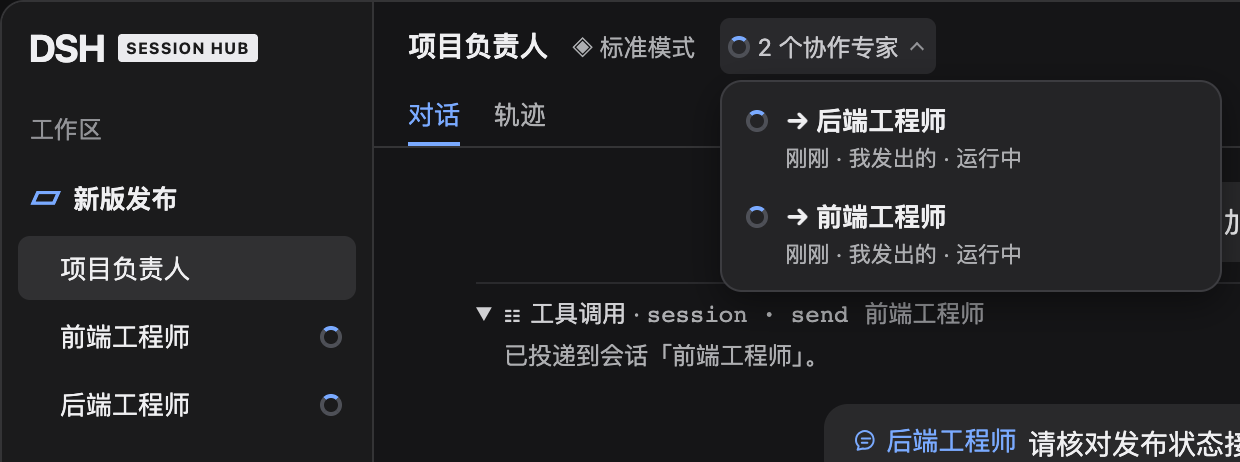 DSH SESSION HUB
工作区
新版发布
项目负责人
前端工程师
后端工程师
项目负责人 标准模式 2 个协作专家
对话 轨迹
→ 后端工程师
刚刚 · 我发出的 · 运行中
→ 前端工程师
刚刚 · 我发出的 · 运行中
工具调用 · session · send 前端工程师
已投递到会话「前端工程师」。
后端工程师 请核对发布状态接